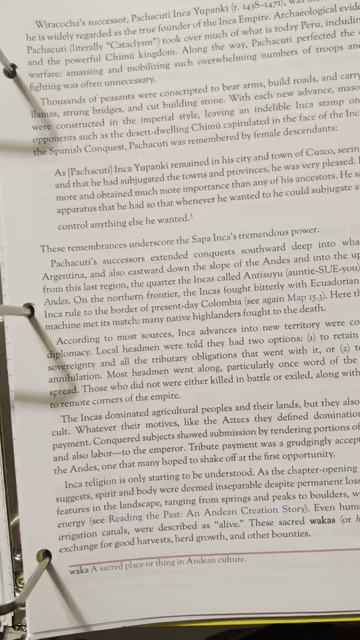 Wiracocha's successor, Pachacuti Inca Yupanki (r. 1438–1471), was
he is widely regarded as the true founder of the Inca Empire. Archaeological evid
Pachacuti (literally "Cataclysm") took over much of what is today Peru, includin
and the powerful Chimú kingdom. Along the way, Pachacuti perfected the
warfare: amassing and mobilizing such overwhelming numbers of troops an
fighting was often unnecessary.
Thousands of peasants were conscripted to bear arms, build roads, and carr
llamas, strung bridges, and cut building stone. With each new advance, maso
were constructed in the imperial style, leaving an indelible Inca stamp on
opponents such as the desert-dwelling Chimú capitulated in the face of the Inc
the Spanish Conquest, Pachacuti was remembered by female descendants:
As [Pachacuti] Inca Yupanki remained in his city and town of Cuzco, seein
and that he had subjugated the towns and provinces, he was very pleased.
more and obtained much more importance than any of his ancestors. He sa
apparatus that he had so that whenever he wanted to he could subjugate a
control anything else he wanted.
These remembrances underscore the Sapa Inca's tremendous power.
Pachacuti's successors extended conquests southward deep into wha
Argentina, and also eastward down the slope of the Andes and into the up
from this last region, the quarter the Incas called Antisuyu (auntie-SUE-you)
Andes. On the northern frontier, the Incas fought bitterly with Ecuadorian
Inca rule to the border of present-day Colombia (see again Map 15.3). Here t
machine met its match: many native highlanders fought to the death.
According to most sources, Inca advances into new territory were co
diplomacy. Local headmen were told they had two options: (1) to retain
sovereignty and all the tributary obligations that went with it, or (2) t
annihilation. Most headmen went along, particularly once word of the
spread. Those who did not were either killed in battle or exiled, along with
to remote corners of the empire.
The Incas dominated agricultural peoples and their lands, but they also
cult. Whatever their motives, like the Aztecs they defined domination
payment. Conquered subjects showed submission by rendering portions of
and also labor—to the emperor. Tribute payment was a grudgingly accep
the Andes, one that many hoped to shake off at the first opportunity.
Inca religion is only starting to be understood. As the chapter-opening
suggests, spirit and body were deemed inseparable despite permanent loss
features in the landscape, ranging from springs and peaks to boulders, w
energy (see Reading the Past: An Andean Creation Story). Even hum
irrigation canals, were described as "alive." These sacred wakas (or h
exchange for good harvests, herd growth, and other bounties.
waka A sacred place or thing in Andean culture.